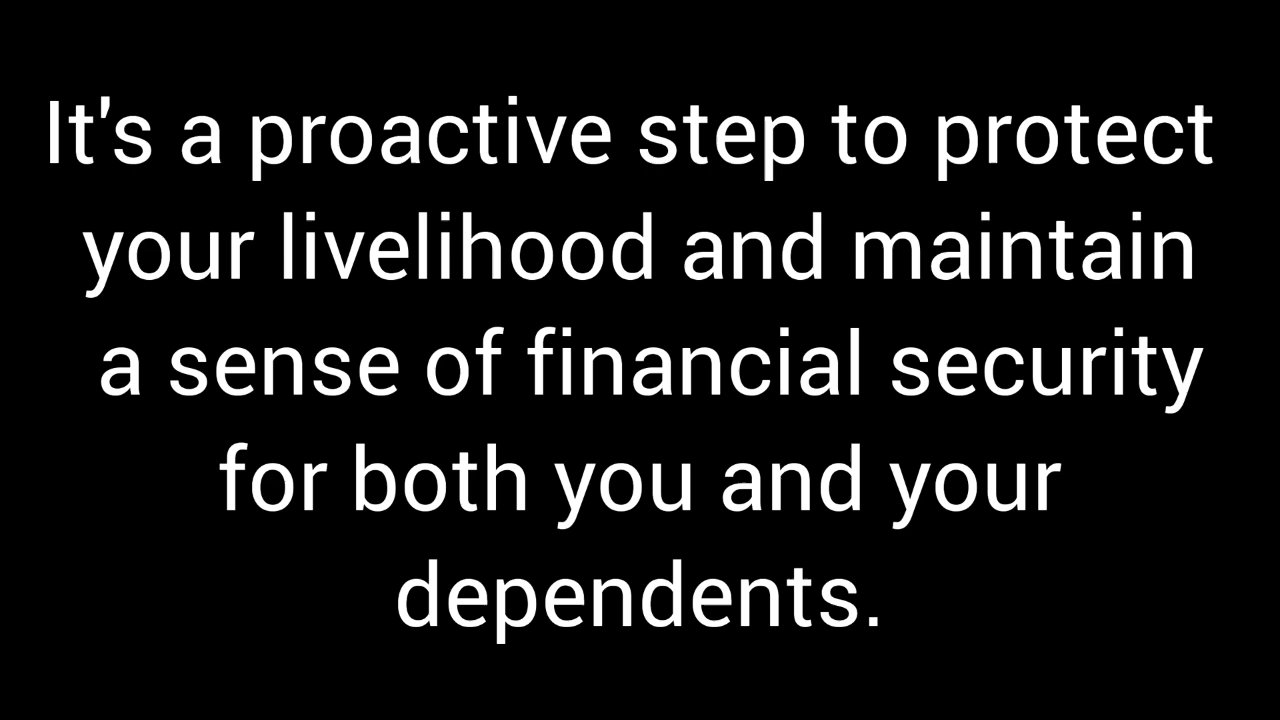 It's a proactive step to protect
your livelihood and maintain
a sense of financial security
for both you and your
dependents.